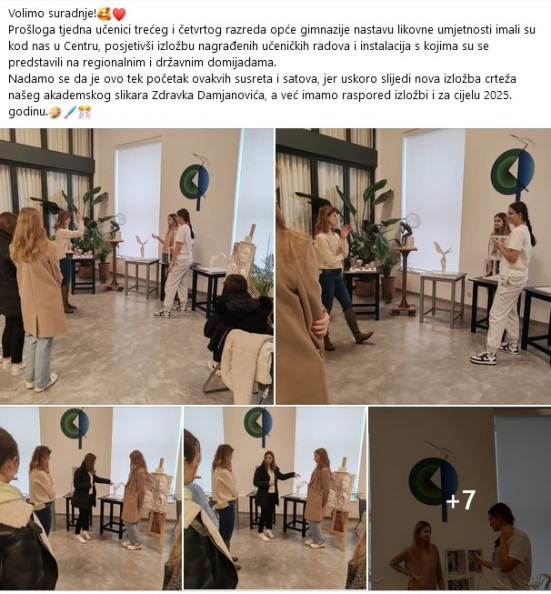 Volimo suradnje!🥰❤️
Prošloga tjedna učenici trećeg i četvrtog razreda opće gimnazije nastavu likovne umjetnosti imali su
kod nas u Centru, posjetivši izložbu nagrađenih učeničkih radova i instalacija s kojima su se
predstavili na regionalnim i državnim domijadama.
Nadamo se da je ovo tek početak ovakvih susreta i satova, jer uskoro slijedi nova izložba crteža
našeg akademskog slikara Zdravka Damjanovića, a već imamo raspored izložbi i za cijelu 2025.
godinu.🪘🖌️🎊
+7